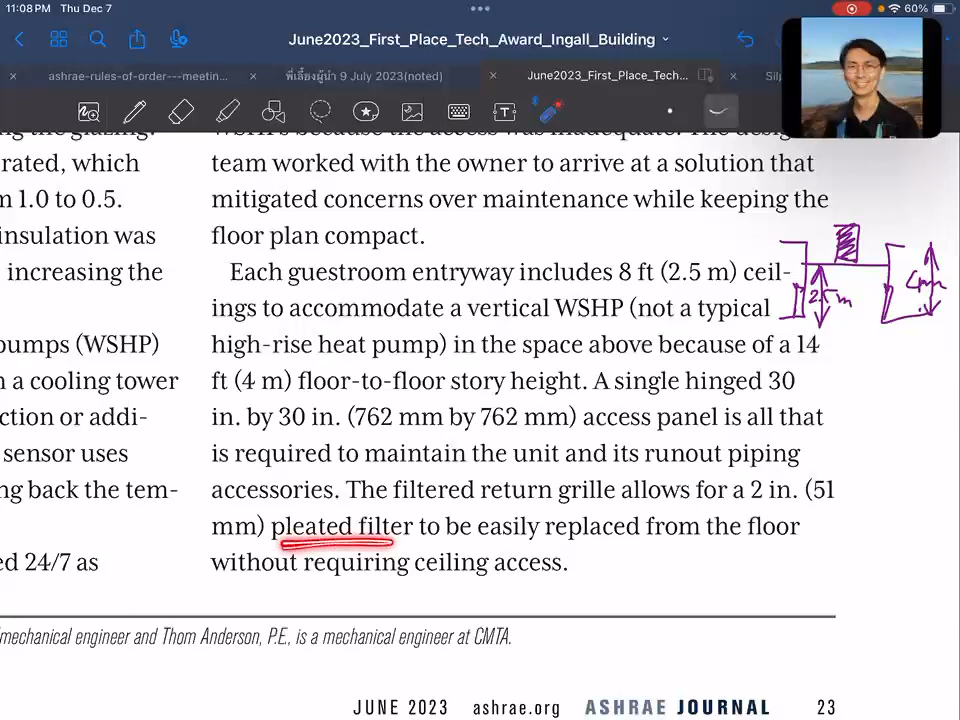 11:08 PM Thu Dec 7
60%
June2023_First_Place_Tech_Award_Ingall_Building
ashrae-rules-of-order---meetin...
พี่เลี้ยงผู้นำ 9 July 2023(noted)
June2023_First_Place_Tech...
rated, which
m 1.0 to 0.5.
insulation was
increasing the
pumps (WSHP)
n a cooling tower
ction or addi-
sensor uses
ng back the tem-
ed 24/7 as
team worked with the owner to arrive at a solution that
mitigated concerns over maintenance while keeping the
floor plan compact.
Each guestroom entryway includes 8 ft (2.5 m) ceil-
ings to accommodate a vertical WSHP (not a typical
high-rise heat pump) in the space above because of a 14
ft (4 m) floor-to-floor story height. A single hinged 30
in. by 30 in. (762 mm by 762 mm) access panel is all that
is required to maintain the unit and its runout piping
accessories. The filtered return grille allows for a 2 in. (51
mm) pleated filter to be easily replaced from the floor
without requiring ceiling access.
mechanical engineer and Thom Anderson, P.E., is a mechanical engineer at CMTA.
JUNE 2023 ashrae.org ASHRAE JOURNAL 23